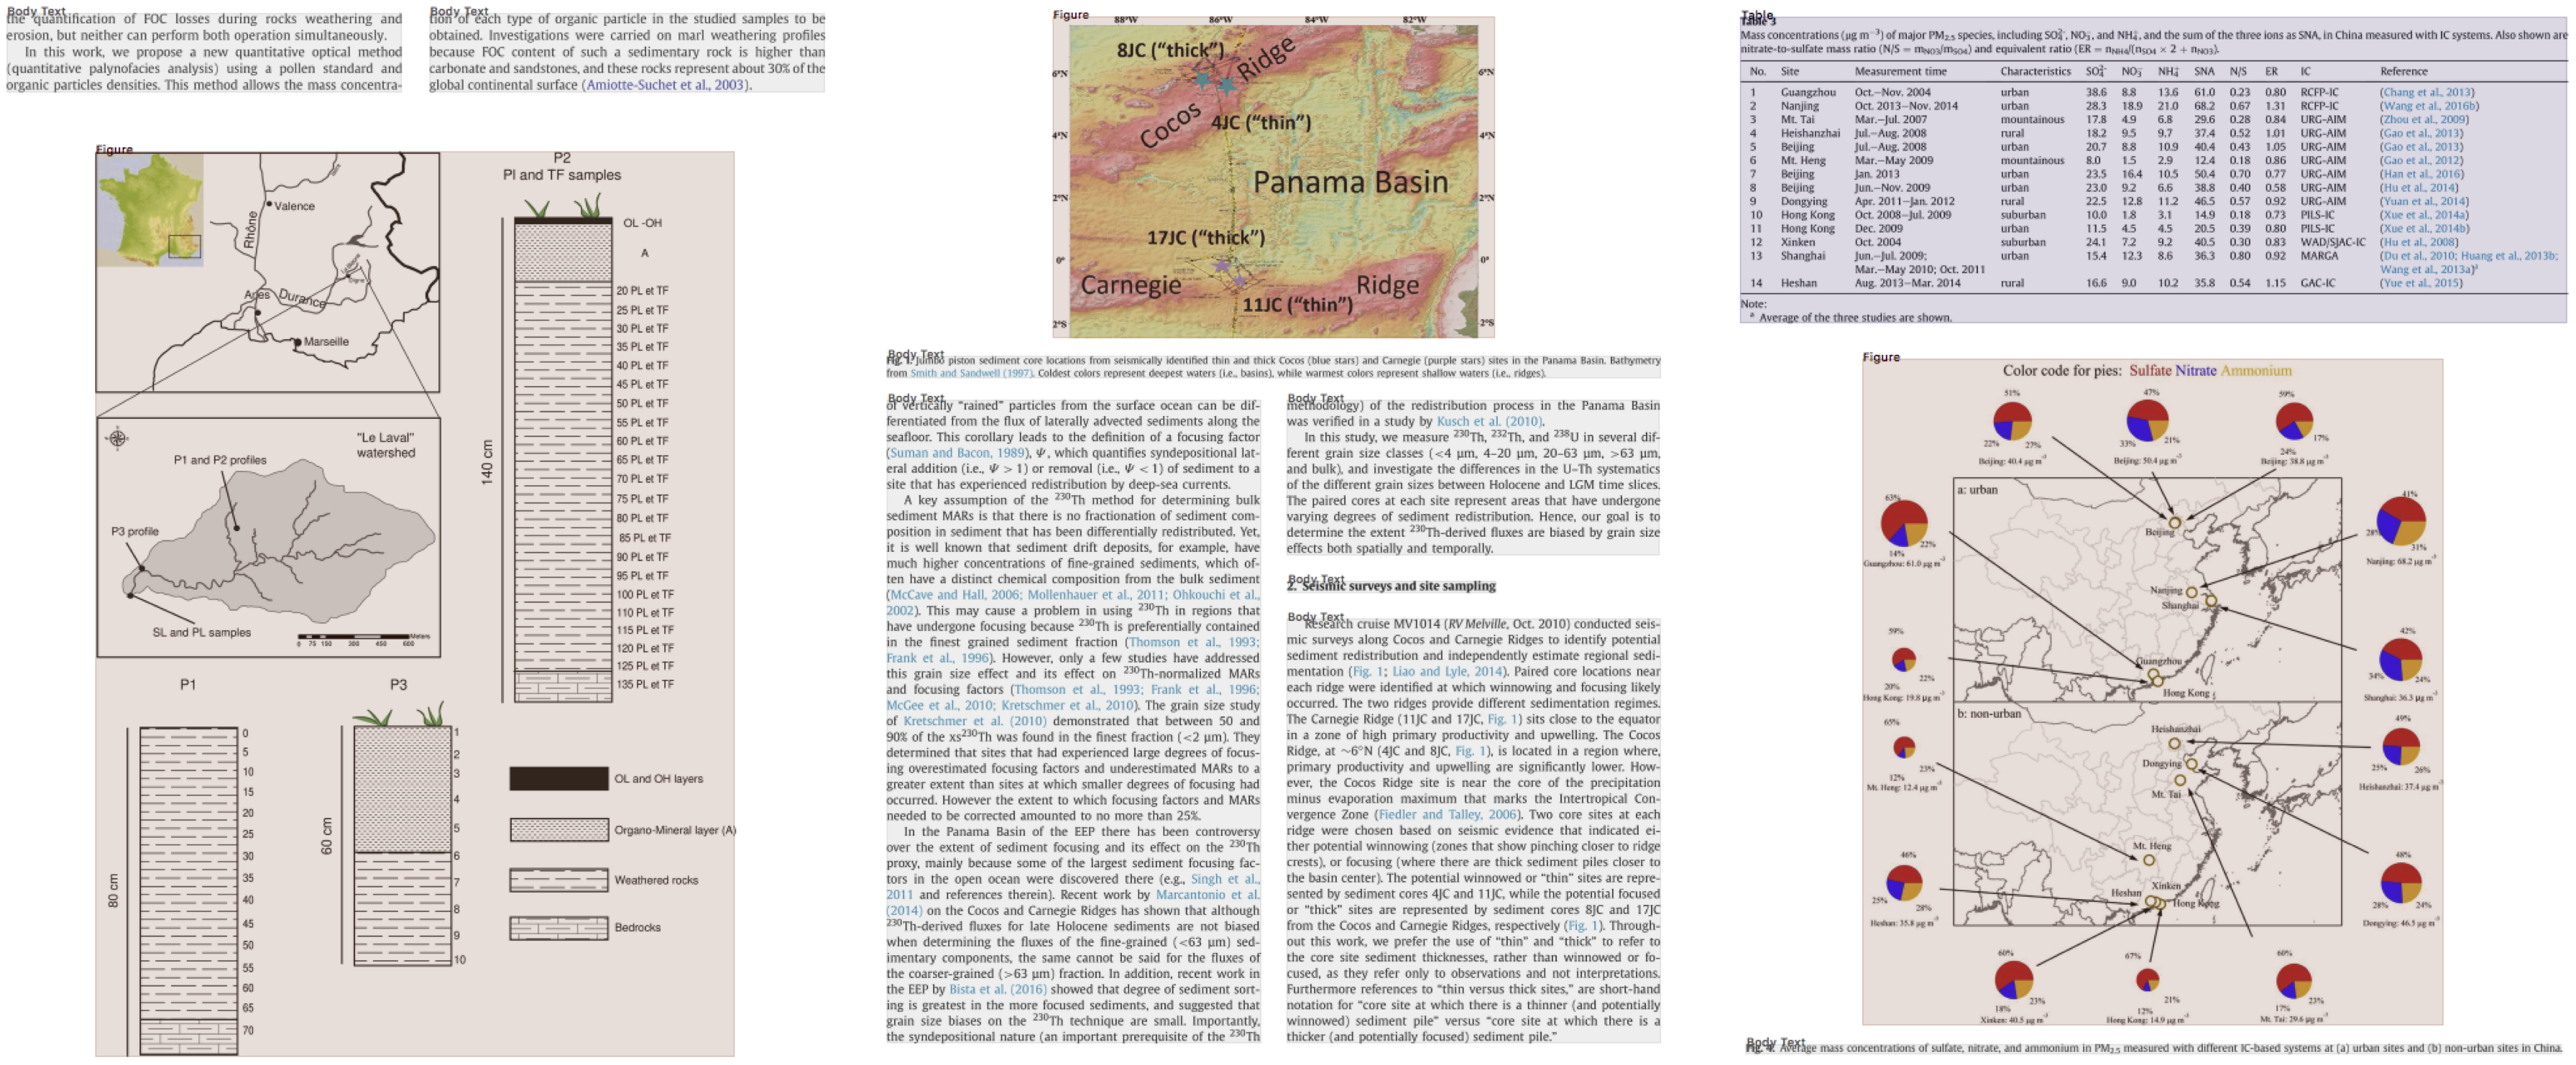 Body Text
the quantification of FOC losses during rocks weathering and
erosion, but neither can perform both operation simultaneously.
In this work, we propose a new quantitative optical method
(quantitative palynofacies analysis) using a pollen standard and
organic particles densities. This method allows the mass concentra-
Body Text
tion of each type of organic particle in the studied samples to be
obtained. Investigations were carried on marl weathering profiles
because FOC content of such a sedimentary rock is higher than
carbonate and sandstones, and these rocks represent about 30% of the
global continental surface (Amiotte-Suchet et al., 2003).
Figure
Valence
Rhône
Arles
Durance
Marseille
"Le Laval"
watershed
P1 and P2 profiles
P3 profile
SL and PL samples
0 75 150 300 450 600 Meters
P2
Pl and TF samples
140 cm
OL -OH
A
20 PL et TF
25 PL et TF
30 PL et TF
35 PL et TF
40 PL et TF
45 PL et TF
50 PL et TF
55 PL et TF
60 PL et TF
65 PL et TF
70 PL et TF
75 PL et TF
80 PL et TF
85 PL et TF
90 PL et TF
95 PL et TF
100 PL et TF
110 PL et TF
115 PL et TF
120 PL et TF
125 PL et TF
135 PL et TF
P1
80 cm
0
5
10
15
20
25
30
35
40
45
50
55
60
65
70
P3
60 cm
1
2
3
4
5
6
7
8
9
10
OL and OH layers
Organo-Mineral layer (A)
Weathered rocks
Bedrocks
Figure
88°W 86°W 84°W 82°W
6°N
4°N
2°N
0°
2°S
6°N
4°N
2°N
0°
2°S
8JC (“thick”)
Cocos Ridge
4JC (“thin”)
Panama Basin
17JC (“thick”)
Carnegie Ridge
11JC (“thin”)
Body Text
Fig. 1. Jumbo piston sediment core locations from seismically identified thin and thick Cocos (blue stars) and Carnegie (purple stars) sites in the Panama Basin. Bathymetry
from Smith and Sandwell (1997). Coldest colors represent deepest waters (i.e., basins), while warmest colors represent shallow waters (i.e., ridges).
Body Text
of vertically “rained” particles from the surface ocean can be dif-
ferentiated from the flux of laterally advected sediments along the
seafloor. This corollary leads to the definition of a focusing factor
(Suman and Bacon, 1989), Ψ, which quantifies syndepositional lat-
eral addition (i.e., Ψ > 1) or removal (i.e., Ψ < 1) of sediment to a
site that has experienced redistribution by deep-sea currents.
A key assumption of the ²³⁰Th method for determining bulk
sediment MARs is that there is no fractionation of sediment com-
position in sediment that has been differentially redistributed. Yet,
it is well known that sediment drift deposits, for example, have
much higher concentrations of fine-grained sediments, which of-
ten have a distinct chemical composition from the bulk sediment
(McCave and Hall, 2006; Mollenhauer et al., 2011; Ohkouchi et al.,
2002). This may cause a problem in using ²³⁰Th in regions that
have undergone focusing because ²³⁰Th is preferentially contained
in the finest grained sediment fraction (Thomson et al., 1993;
Frank et al., 1996). However, only a few studies have addressed
this grain size effect and its effect on ²³⁰Th-normalized MARs
and focusing factors (Thomson et al., 1993; Frank et al., 1996;
McGee et al., 2010; Kretschmer et al., 2010). The grain size study
of Kretschmer et al. (2010) demonstrated that between 50 and
90% of the xs²³⁰Th was found in the finest fraction (<2 μm). They
determined that sites that had experienced large degrees of focus-
ing overestimated focusing factors and underestimated MARs to a
greater extent than sites at which smaller degrees of focusing had
occurred. However the extent to which focusing factors and MARs
needed to be corrected amounted to no more than 25%.
In the Panama Basin of the EEP there has been controversy
over the extent of sediment focusing and its effect on the ²³⁰Th
proxy, mainly because some of the largest sediment focusing fac-
tors in the open ocean were discovered there (e.g., Singh et al.,
2011 and references therein). Recent work by Marcantonio et al.
(2014) on the Cocos and Carnegie Ridges has shown that although
²³⁰Th-derived fluxes for late Holocene sediments are not biased
when determining the fluxes of the fine-grained (<63 μm) sed-
imentary components, the same cannot be said for the fluxes of
the coarser-grained (>63 μm) fraction. In addition, recent work in
the EEP by Bista et al. (2016) showed that degree of sediment sort-
ing is greatest in the more focused sediments, and suggested that
grain size biases on the ²³⁰Th technique are small. Importantly,
the syndepositional nature (an important prerequisite of the ²³⁰Th
Body Text
methodology) of the redistribution process in the Panama Basin
was verified in a study by Kusch et al. (2010).
In this study, we measure ²³⁰Th, ²³²Th, and ²³⁸U in several dif-
ferent grain size classes (<4 μm, 4–20 μm, 20–63 μm, >63 μm,
and bulk), and investigate the differences in the U–Th systematics
of the different grain sizes between Holocene and LGM time slices.
The paired cores at each site represent areas that have undergone
varying degrees of sediment redistribution. Hence, our goal is to
determine the extent ²³⁰Th-derived fluxes are biased by grain size
effects both spatially and temporally.
Body Text
2. Seismic surveys and site sampling
Body Text
Research cruise MV1014 (RV Melville, Oct. 2010) conducted seis-
mic surveys along Cocos and Carnegie Ridges to identify potential
sediment redistribution and independently estimate regional sedi-
mentation (Fig. 1; Liao and Lyle, 2014). Paired core locations near
each ridge were identified at which winnowing and focusing likely
occurred. The two ridges provide different sedimentation regimes.
The Carnegie Ridge (11JC and 17JC, Fig. 1) sits close to the equator
in a zone of high primary productivity and upwelling. The Cocos
Ridge, at ∼6°N (4JC and 8JC, Fig. 1), is located in a region where,
primary productivity and upwelling are significantly lower. How-
ever, the Cocos Ridge site is near the core of the precipitation
minus evaporation maximum that marks the Intertropical Con-
vergence Zone (Fiedler and Talley, 2006). Two core sites at each
ridge were chosen based on seismic evidence that indicated ei-
ther potential winnowing (zones that show pinching closer to ridge
crests), or focusing (where there are thick sediment piles closer to
the basin center). The potential winnowed or “thin” sites are repre-
sented by sediment cores 4JC and 11JC, while the potential focused
or “thick” sites are represented by sediment cores 8JC and 17JC
from the Cocos and Carnegie Ridges, respectively (Fig. 1). Through-
out this work, we prefer the use of “thin” and “thick” to refer to
the core site sediment thicknesses, rather than winnowed or fo-
cused, as they refer only to observations and not interpretations.
Furthermore references to “thin versus thick sites,” are short-hand
notation for “core site at which there is a thinner (and potentially
winnowed) sediment pile” versus “core site at which there is a
thicker (and potentially focused) sediment pile.”
Table
Table 3
Mass concentrations (μg m⁻³) of major PM₂.₅ species, including SO₄²⁻, NO₃⁻, and NH₄⁺, and the sum of the three ions as SNA, in China measured with IC systems. Also shown are
nitrate-to-sulfate mass ratio (N/S = mNO3/mSO4) and equivalent ratio (ER = nNH4/(nSO4 × 2 + nNO3).
No. Site Measurement time Characteristics SO₄²⁻ NO₃⁻ NH₄⁺ SNA N/S ER IC Reference
1 Guangzhou Oct.–Nov. 2004 urban 38.6 8.8 13.6 61.0 0.23 0.80 RCFP-IC (Chang et al., 2013)
2 Nanjing Oct. 2013–Nov. 2014 urban 28.3 18.9 21.0 68.2 0.67 1.31 RCFP-IC (Wang et al., 2016b)
3 Mt. Tai Mar.–Jul. 2007 mountainous 17.8 4.9 6.8 29.6 0.28 0.84 URG-AIM (Zhou et al., 2009)
4 Heishanzhai Jul.–Aug. 2008 rural 18.2 9.5 9.7 37.4 0.52 1.01 URG-AIM (Gao et al., 2013)
5 Beijing Jul.–Aug. 2008 urban 20.7 8.8 10.9 40.4 0.43 1.05 URG-AIM (Gao et al., 2013)
6 Mt. Heng Mar.–May 2009 mountainous 8.0 1.5 2.9 12.4 0.18 0.86 URG-AIM (Gao et al., 2012)
7 Beijing Jan. 2013 urban 23.5 16.4 10.5 50.4 0.70 0.77 URG-AIM (Han et al., 2016)
8 Beijing Jun.–Nov. 2009 urban 23.0 9.2 6.6 38.8 0.40 0.58 URG-AIM (Hu et al., 2014)
9 Dongying Apr. 2011–Jan. 2012 rural 22.5 12.8 11.2 46.5 0.57 0.92 URG-AIM (Yuan et al., 2014)
10 Hong Kong Oct. 2008–Jul. 2009 suburban 10.0 1.8 3.1 14.9 0.18 0.73 PILS-IC (Xue et al., 2014a)
11 Hong Kong Dec. 2009 urban 11.5 4.5 4.5 20.5 0.39 0.80 PILS-IC (Xue et al., 2014b)
12 Xinken Oct. 2004 suburban 24.1 7.2 9.2 40.5 0.30 0.83 WAD/SJAC-IC (Hu et al., 2008)
13 Shanghai Jun.–Jul. 2009; urban 15.4 12.3 8.6 36.3 0.80 0.92 MARGA (Du et al., 2010; Huang et al., 2013b;
Mar.–May 2010; Oct. 2011 Wang et al., 2013a)ᵃ
14 Heshan Aug. 2013–Mar. 2014 rural 16.6 9.0 10.2 35.8 0.54 1.15 GAC-IC (Yue et al., 2015)
Note:
ᵃ Average of the three studies are shown.
Figure
Color code for pies: Sulfate Nitrate Ammonium
51% 22% 27%
Beijing: 40.4 μg m⁻³
47% 33% 21%
Beijing: 50.4 μg m⁻³
59% 24% 17%
Beijing: 38.8 μg m⁻³
63% 14% 22%
Guangzhou: 61.0 μg m⁻³
41% 28% 31%
Nanjing: 68.2 μg m⁻³
a: urban
Beijing
Nanjing
Shanghai
Guangzhou
Hong Kong
59% 20% 22%
Hong Kong: 19.8 μg m⁻³
42% 34% 24%
Shanghai: 36.3 μg m⁻³
b: non-urban
Heishanzhai
Dongying
Mt. Tai
Mt. Heng
Xinken
Heshan
Hong Kong
65% 12% 23%
Mt. Heng: 12.4 μg m⁻³
49% 25% 26%
Heishanzhai: 37.4 μg m⁻³
46% 25% 28%
Heshan: 35.8 μg m⁻³
48% 28% 24%
Dongying: 46.5 μg m⁻³
60% 18% 23%
Xinken: 40.5 μg m⁻³
67% 12% 21%
Hong Kong: 14.9 μg m⁻³
60% 17% 23%
Mt. Tai: 29.6 μg m⁻³
Body Text
Fig. 4. Average mass concentrations of sulfate, nitrate, and ammonium in PM₂.₅ measured with different IC-based systems at (a) urban sites and (b) non-urban sites in China.